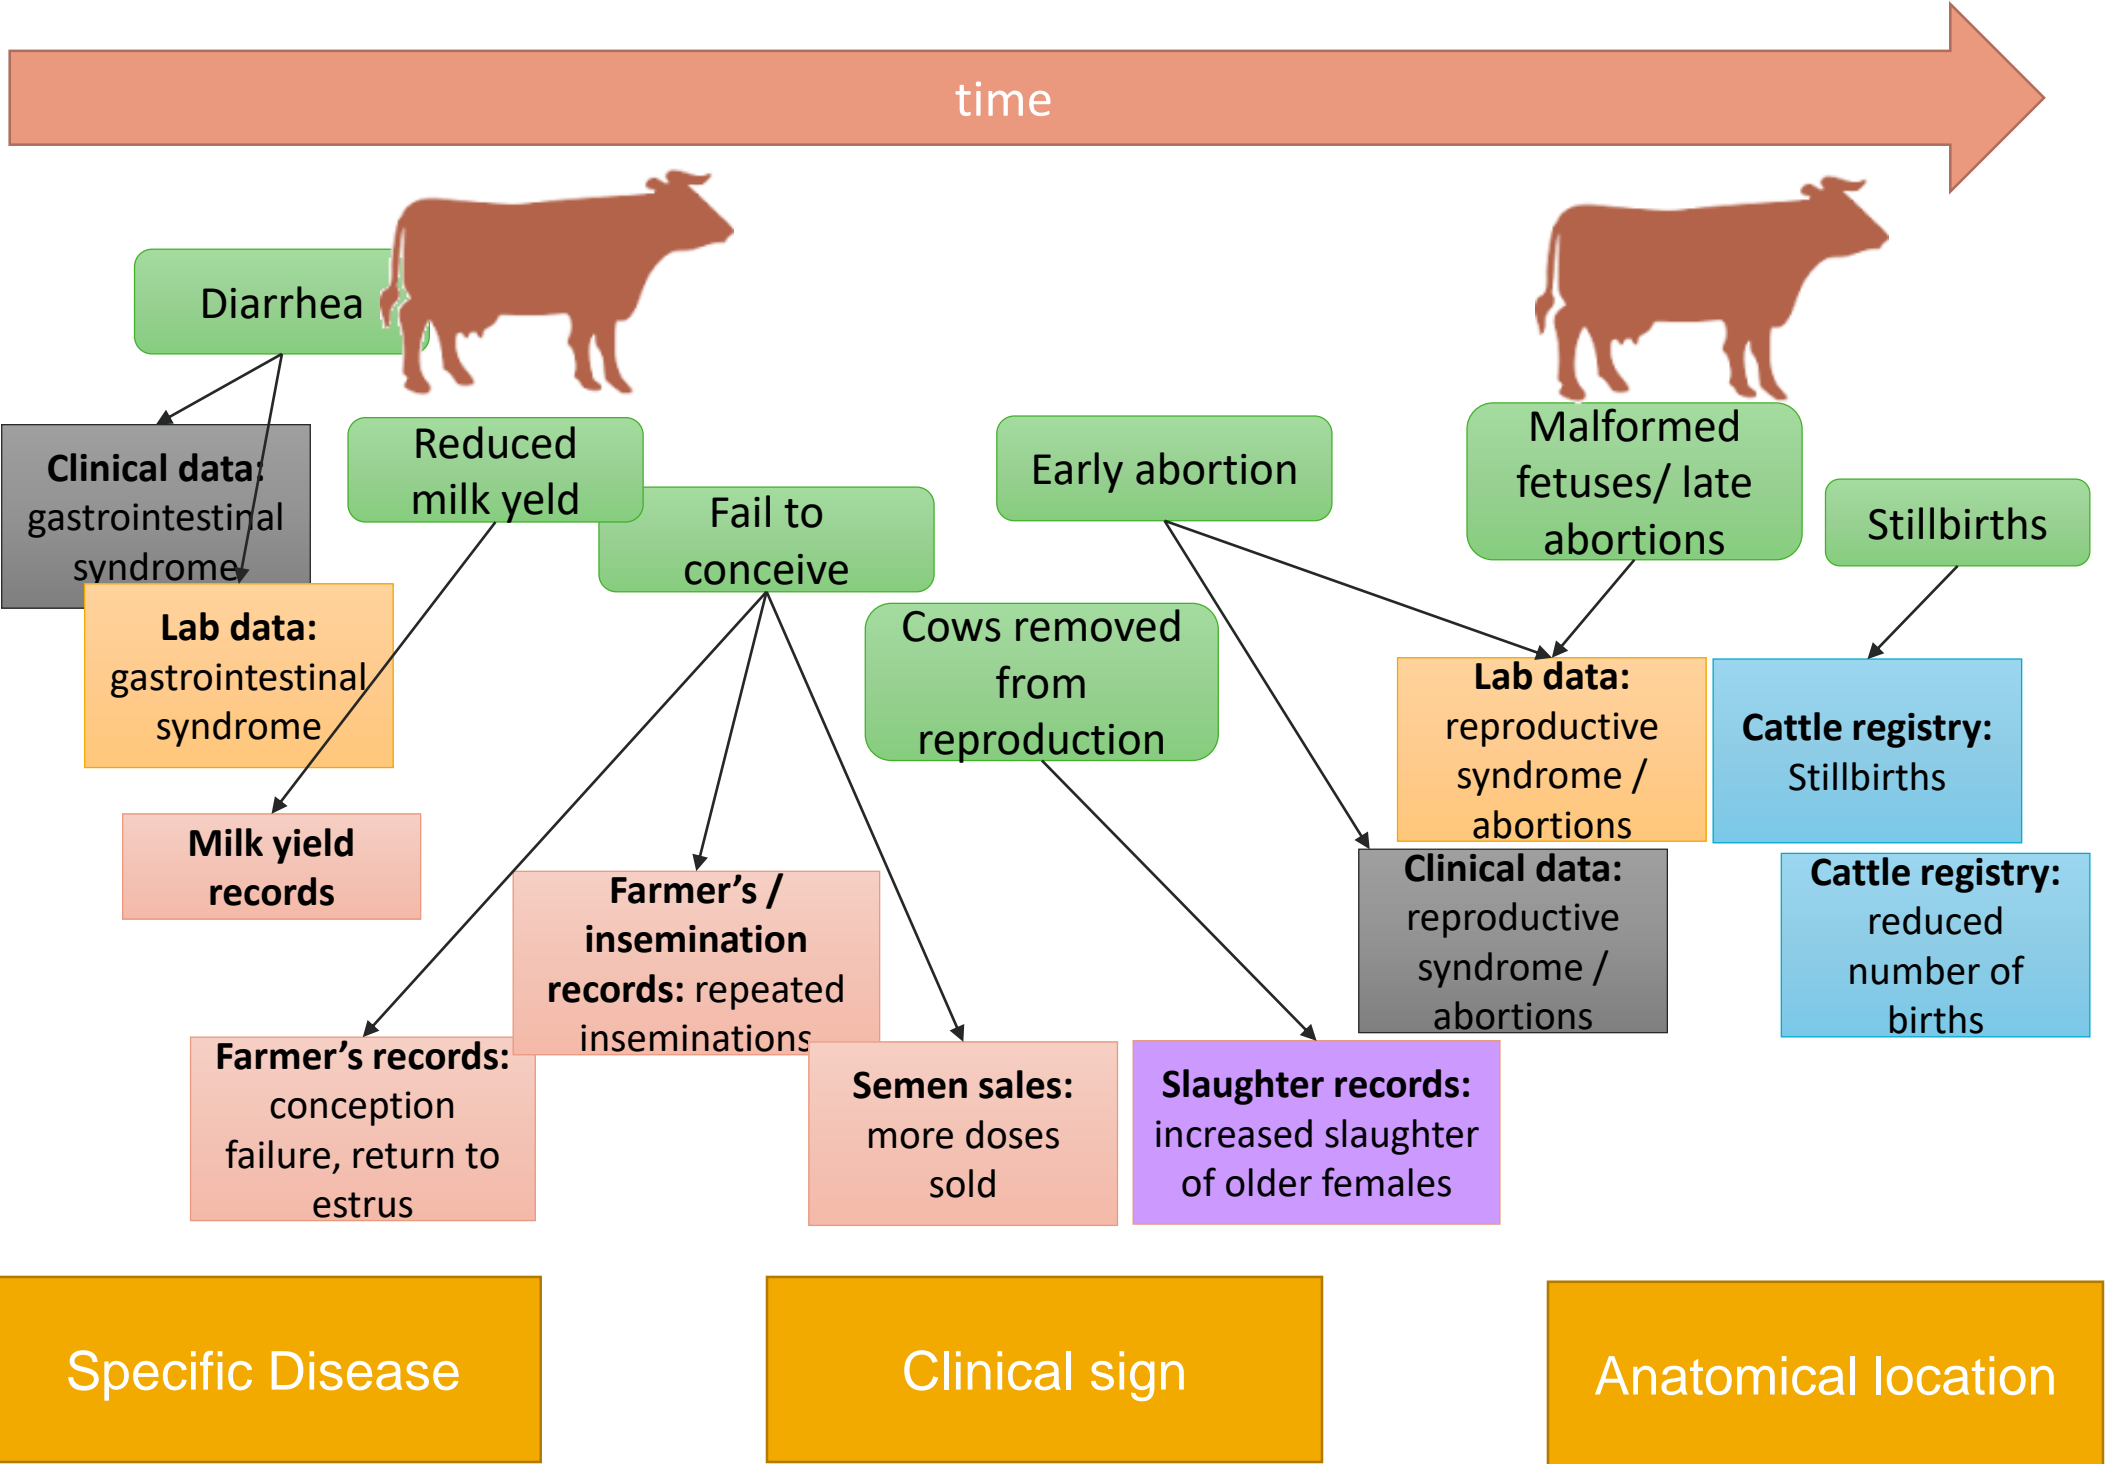 time
Diarrhea
Clinical data:
gastrointestinal
syndrome
Lab data:
gastrointestinal
syndrome
Reduced
milk yeld
Milk yield
records
Fail to
conceive
Farmer's records:
conception
failure, return to
estrus
Farmer's /
insemination
records: repeated
inseminations
Semen sales:
more doses
sold
Cows removed
from
reproduction
Slaughter records:
increased slaughter
of older females
Early abortion
Malformed
fetuses/ late
abortions
Lab data:
reproductive
syndrome /
abortions
Clinical data:
reproductive
syndrome /
abortions
Stillbirths
Cattle registry:
Stillbirths
Cattle registry:
reduced
number of
births
Specific Disease
Clinical sign
Anatomical location